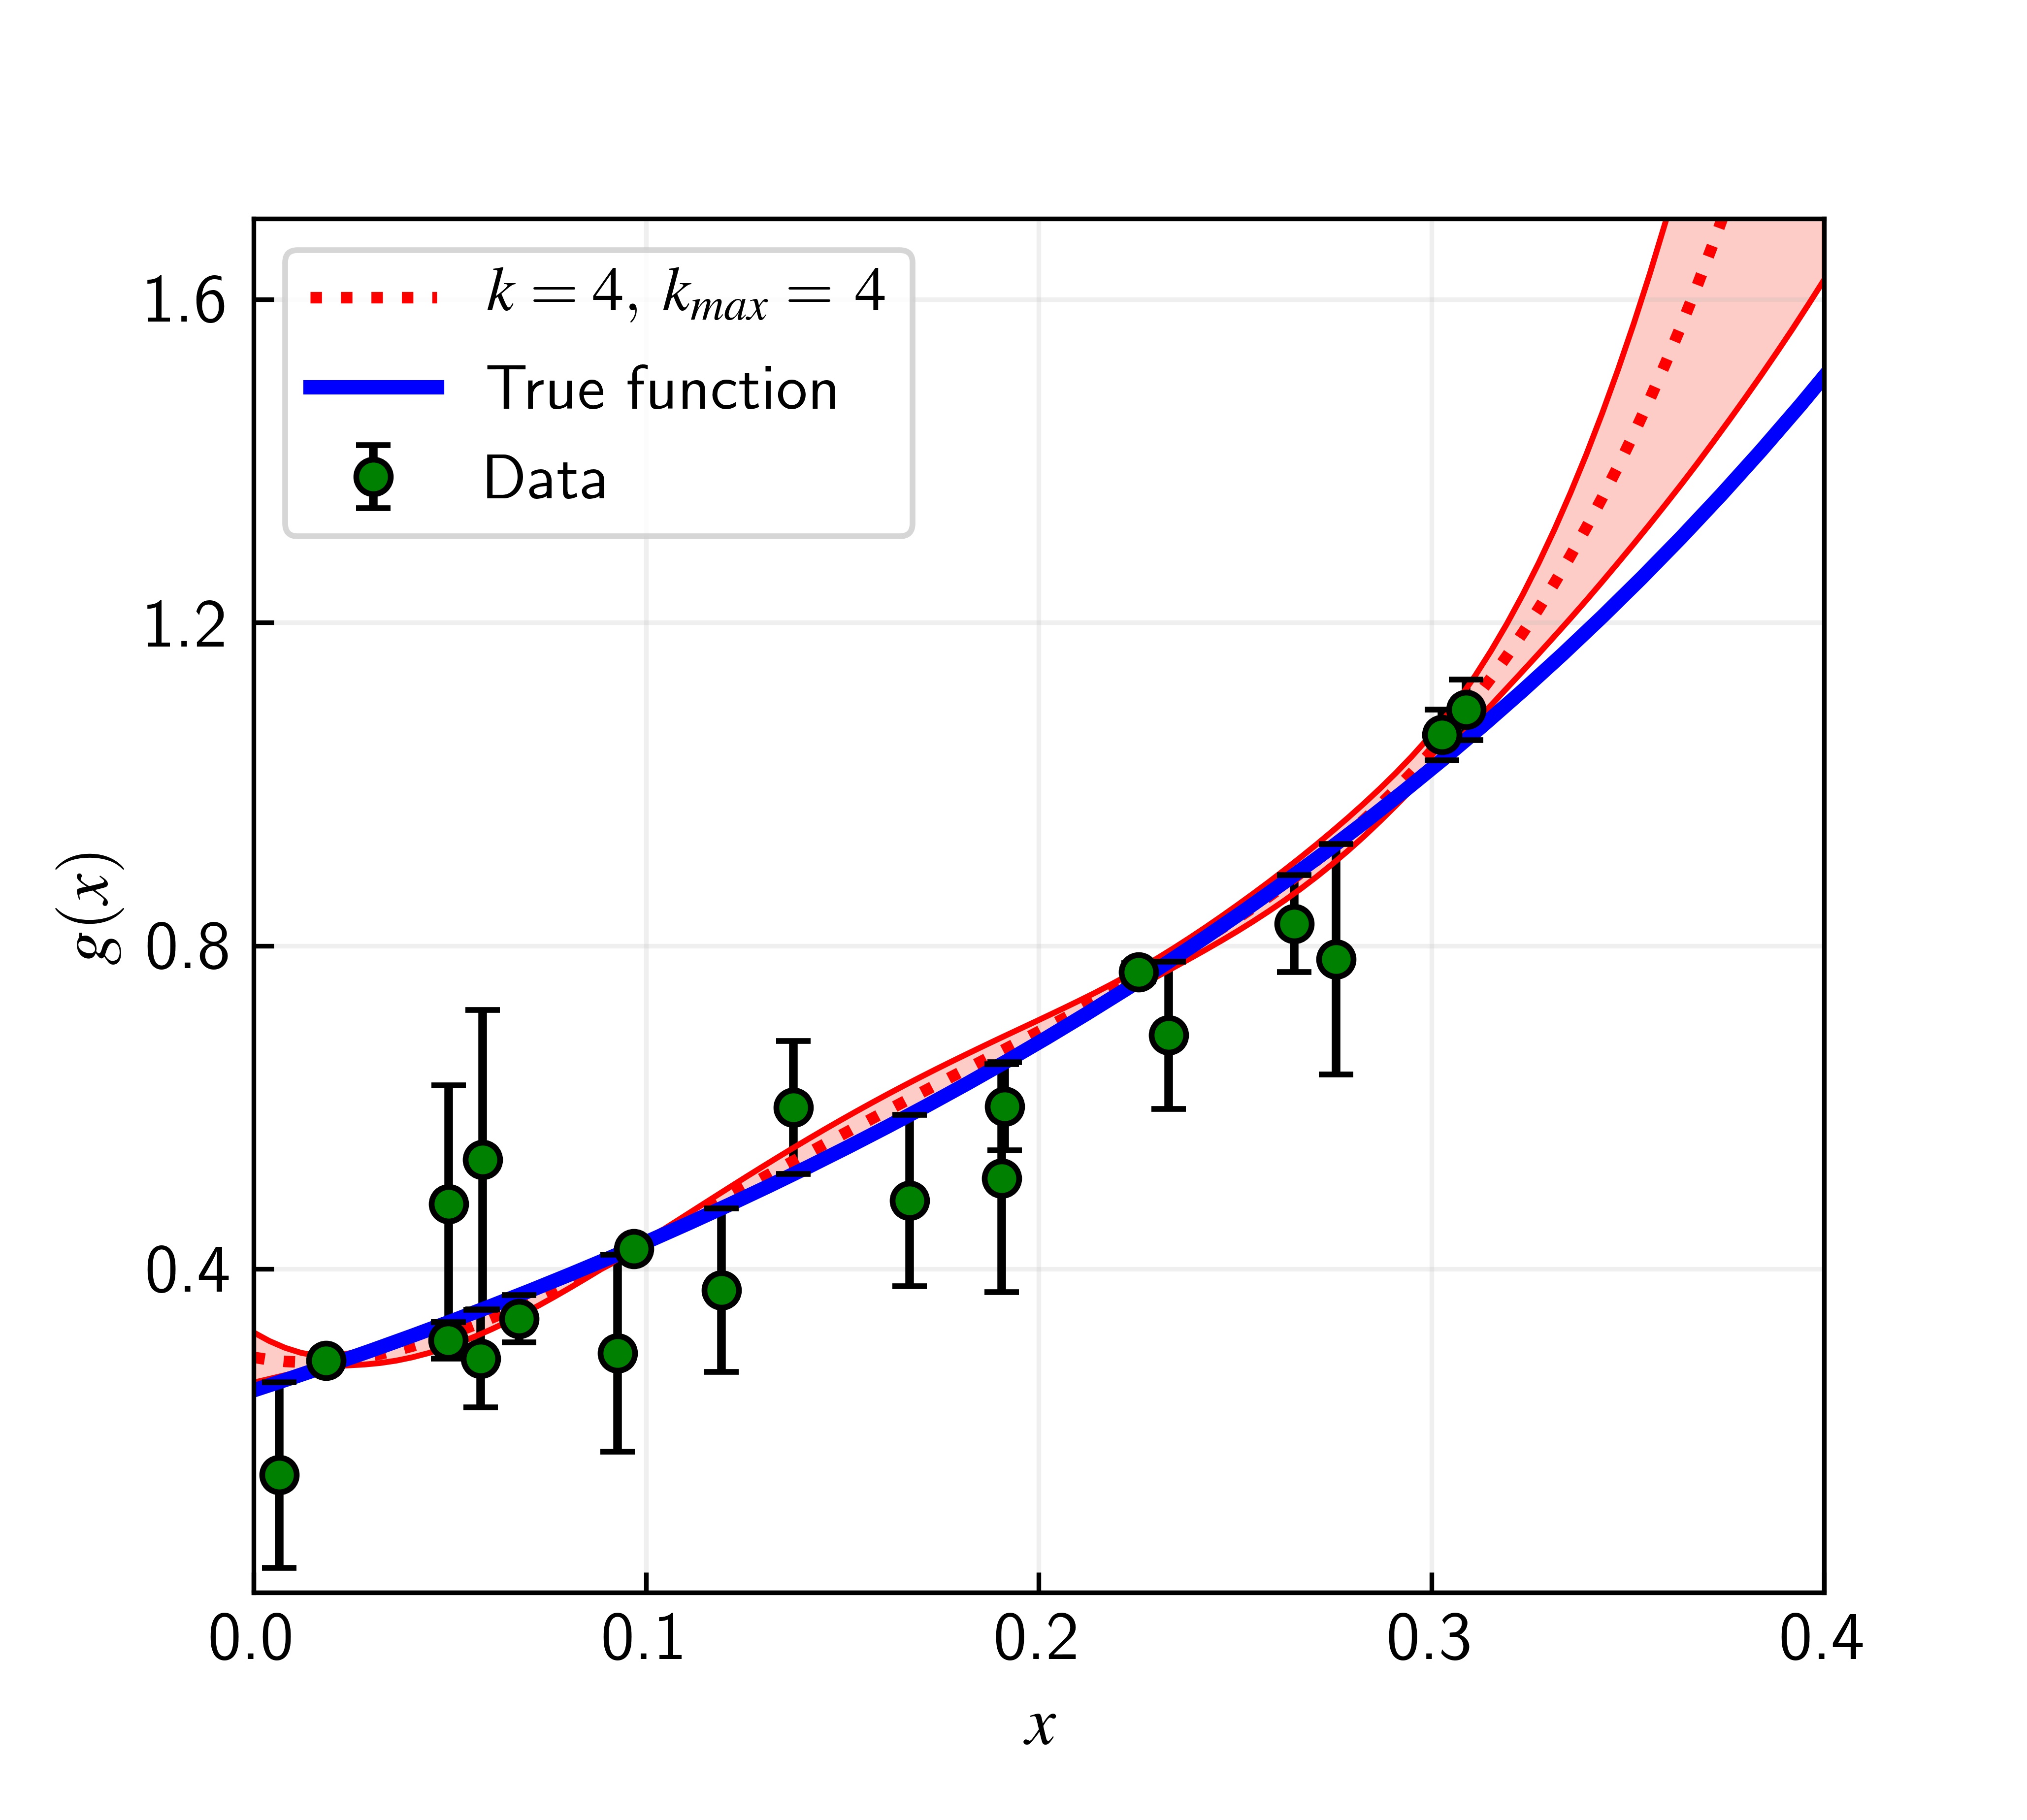 k = 4, k_max = 4
True function
Data
1.6
1.2
0.8
0.4
g(x)
0.0 0.1 0.2 0.3 0.4
x